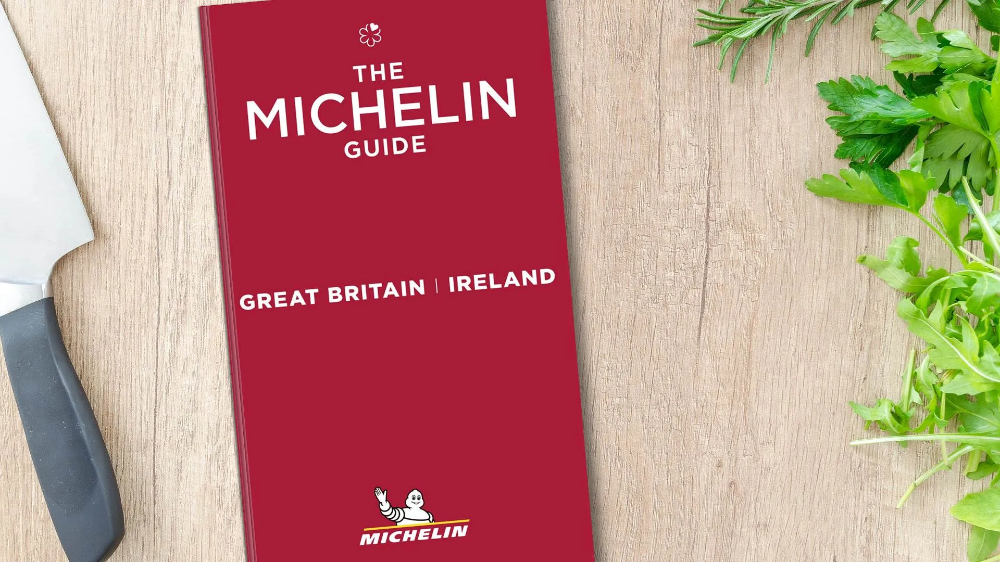 THE
MICHELIN
GUIDE
GREAT BRITAIN | IRELAND
MICHELIN